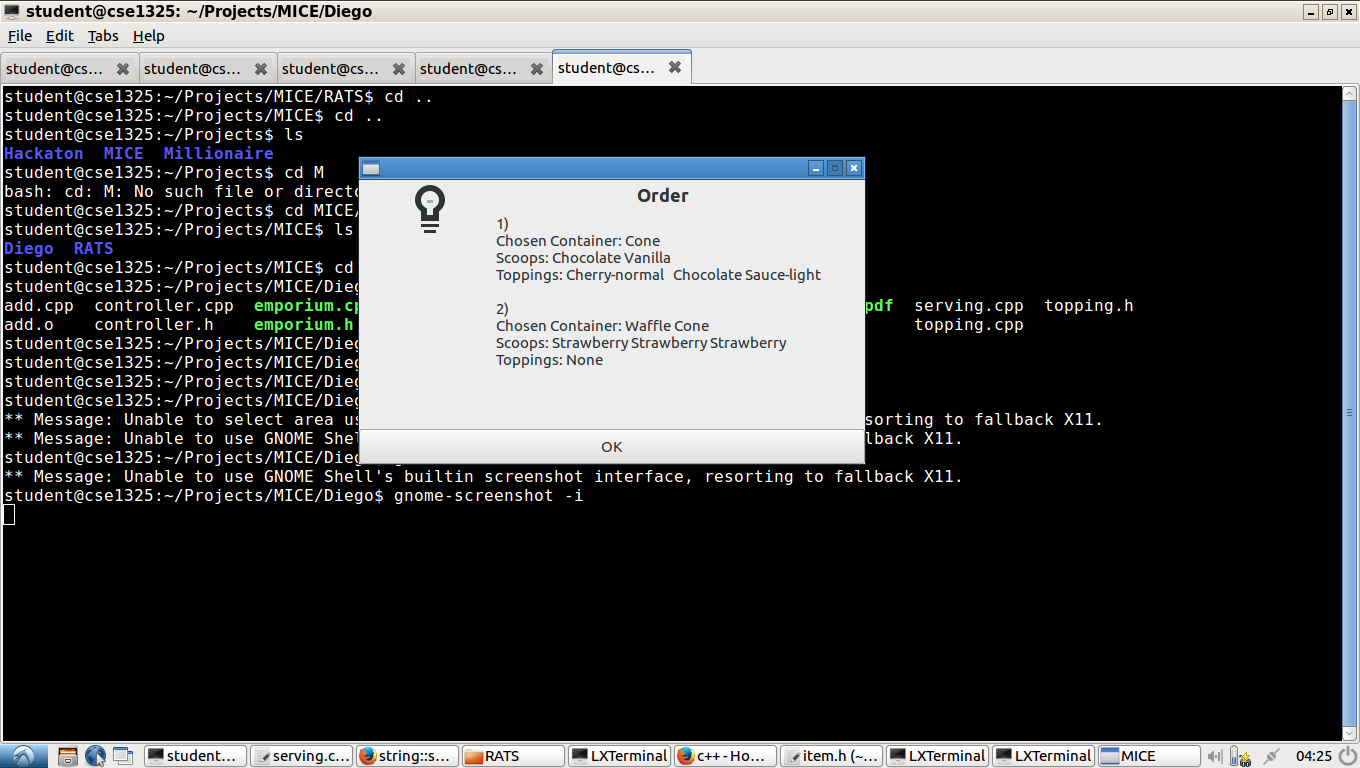 student@cse1325: ~/Projects/MICE/Diego
File Edit Tabs Help
student@cs... student@cs... student@cs... student@cs... student@cs...
student@cse1325:~/Projects/MICE/RATS$ cd ..
student@cse1325:~/Projects/MICE$ cd ..
student@cse1325:~/Projects$ ls
Hackaton MICE Millionaire
student@cse1325:~/Projects$ cd M
bash: cd: M: No such file or directo
student@cse1325:~/Projects$ cd MICE/
student@cse1325:~/Projects/MICE$ ls
Diego RATS
student@cse1325:~/Projects/MICE$ cd
student@cse1325:~/Projects/MICE/Dieg
add.cpp controller.cpp emporium.cp pdf serving.cpp topping.h
add.o controller.h emporium.h topping.cpp
student@cse1325:~/Projects/MICE/Dieg
student@cse1325:~/Projects/MICE/Dieg
student@cse1325:~/Projects/MICE/Dieg
student@cse1325:~/Projects/MICE/Dieg
** Message: Unable to select area us sorting to fallback X11.
** Message: Unable to use GNOME Shel lback X11.
student@cse1325:~/Projects/MICE/Dieg
** Message: Unable to use GNOME Shell's builtin screenshot interface, resorting to fallback X11.
student@cse1325:~/Projects/MICE/Diego$ gnome-screenshot -i
Order
1)
Chosen Container: Cone
Scoops: Chocolate Vanilla
Toppings: Cherry-normal Chocolate Sauce-light
2)
Chosen Container: Waffle Cone
Scoops: Strawberry Strawberry Strawberry
Toppings: None
OK
student... serving.c... string::s... RATS LXTerminal c++ - Ho... item.h (~... LXTerminal LXTerminal MICE 04:25